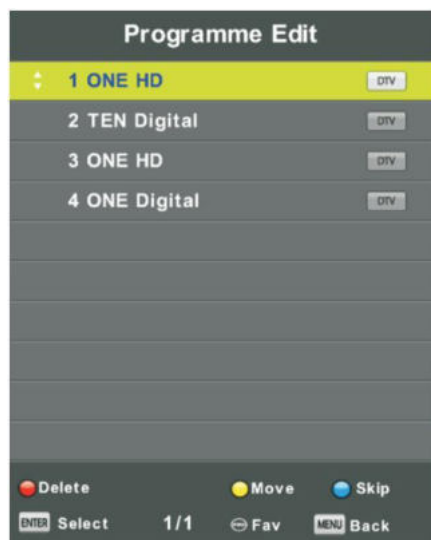 Programme Edit
1 ONE HD DTV
2 TEN Digital DTV
3 ONE HD DTV
4 ONE Digital DTV
Delete Move Skip
ENTER Select 1/1 Fav MENU Back